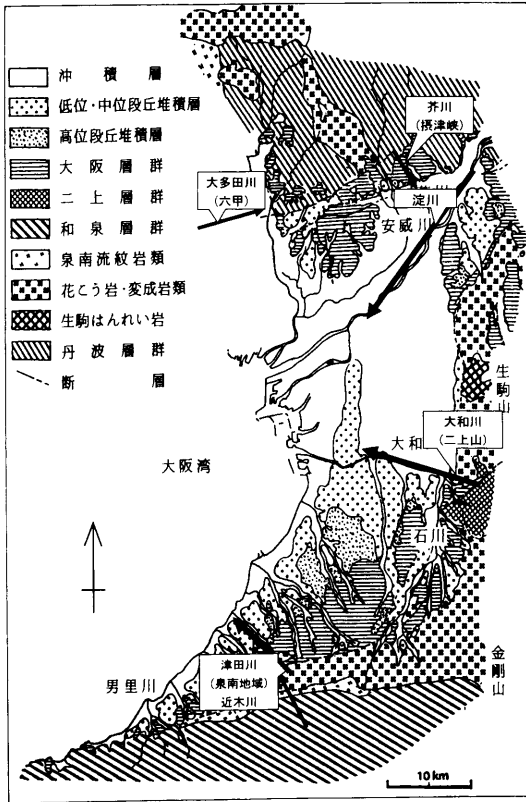 沖積層
低位・中位段丘堆積層
高位段丘堆積層
大阪層群
二上層群
和泉層群
泉南流紋岩類
花こう岩・変成岩類
生駒はんれい岩
丹波層群
断層
芥川
(摂津峡)
大多田川
(六甲)
淀川
安威川
生駒山
大和川
(二上山)
大和
大阪湾
石川
金剛山
津田川
(泉南地域)
近木川
男里川
10 km